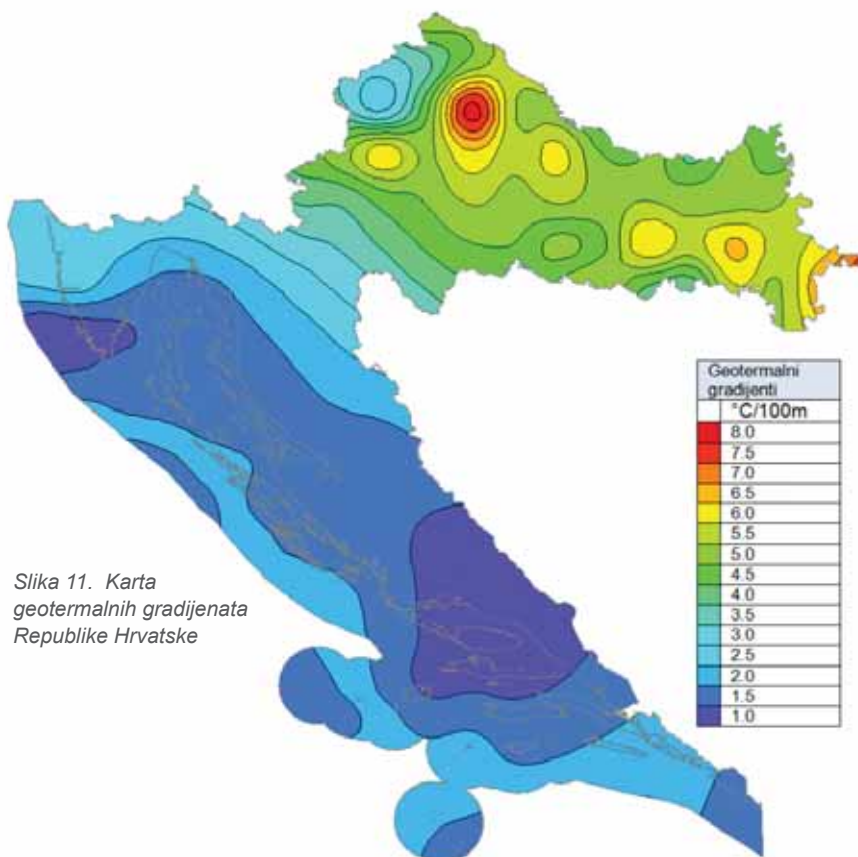 Slika 11. Karta
geotermalnih gradijenata
Republike Hrvatske
Geotermalni
gradijenti
°C/100m
8.0
7.5
7.0
6.5
6.0
5.5
5.0
4.5
4.0
3.5
3.0
2.5
2.0
1.5
1.0